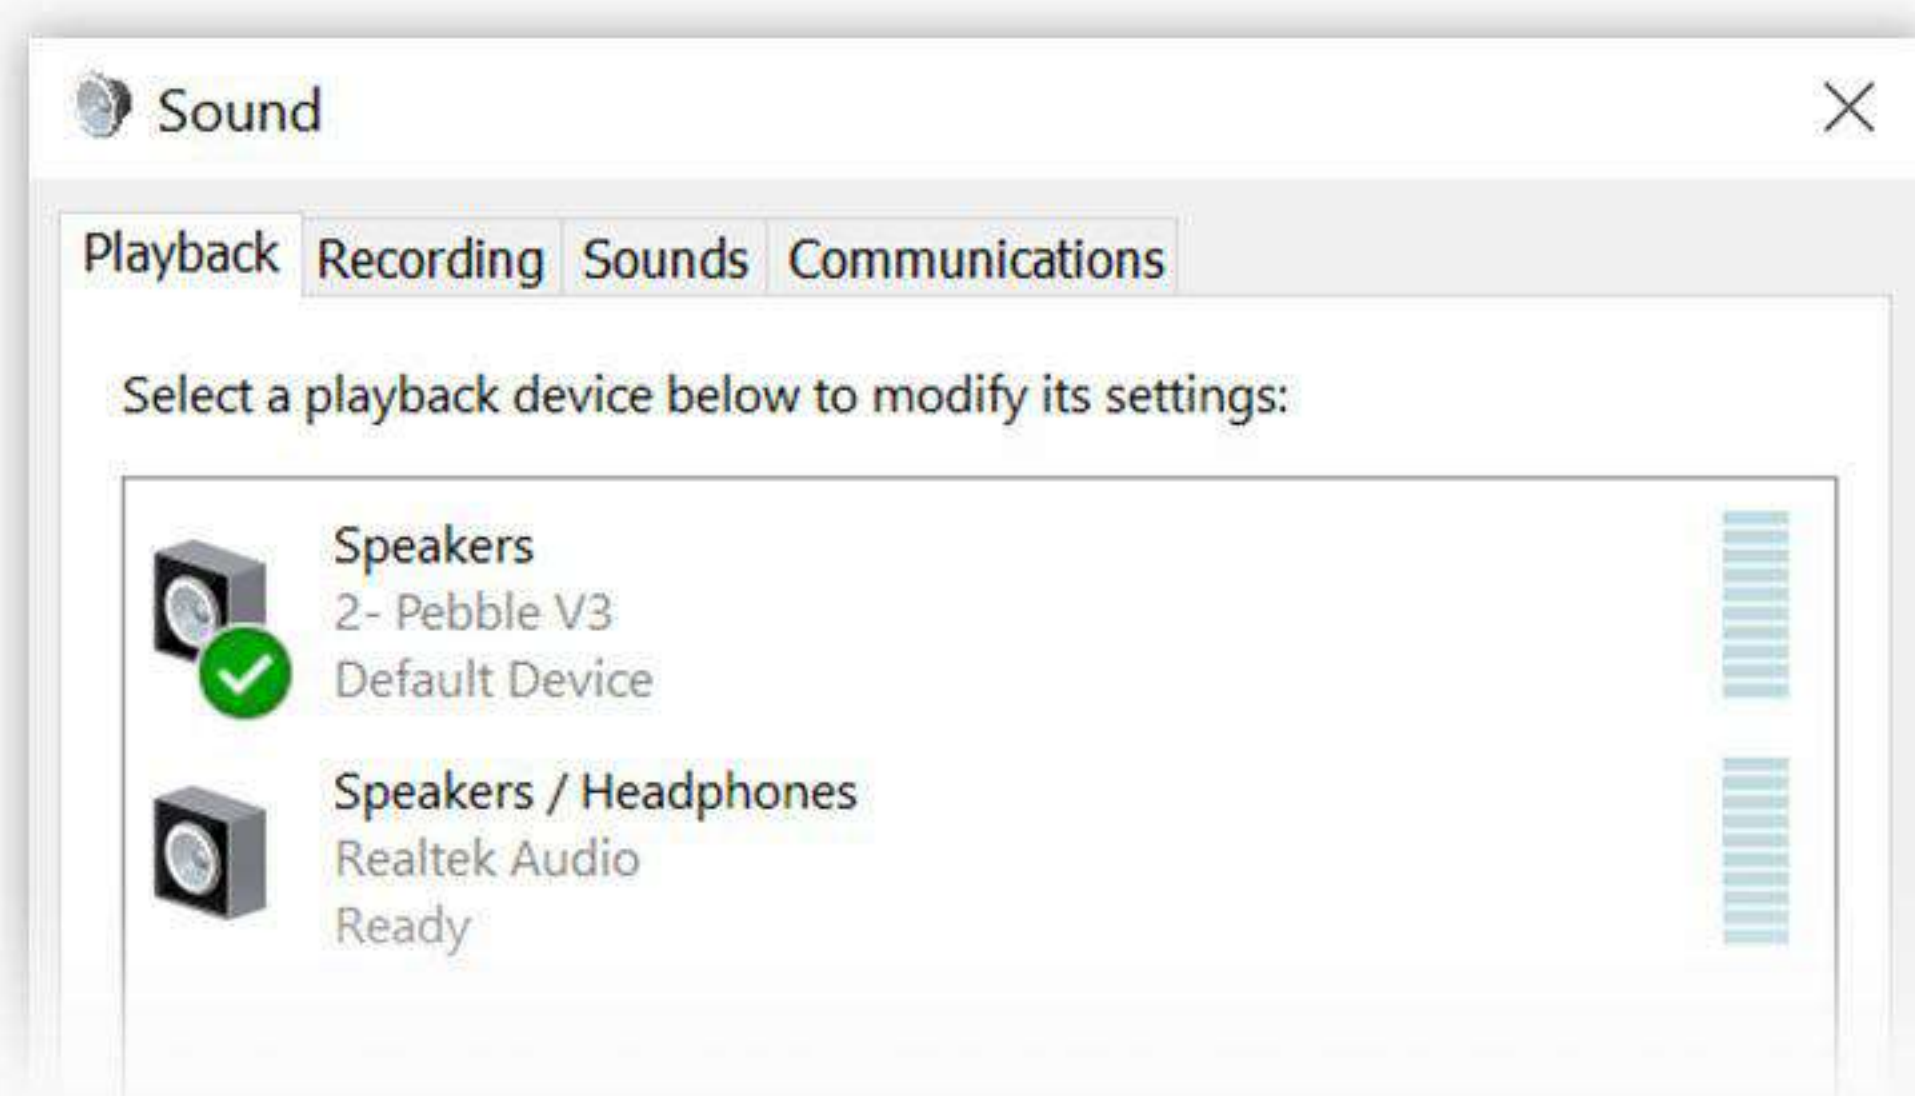 Sound
Playback Recording Sounds Communications
Select a playback device below to modify its settings:
Speakers
2- Pebble V3
Default Device
Speakers / Headphones
Realtek Audio
Ready